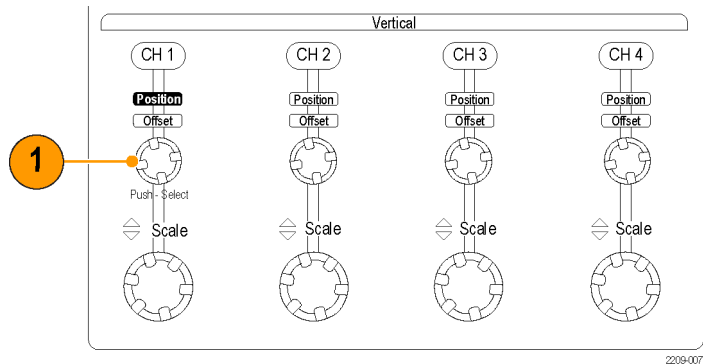 Vertical
CH 1 CH 2 CH 3 CH 4
Position Position Position Position
Offset Offset Offset Offset
1
Push - Select
Scale Scale Scale Scale
2209-007